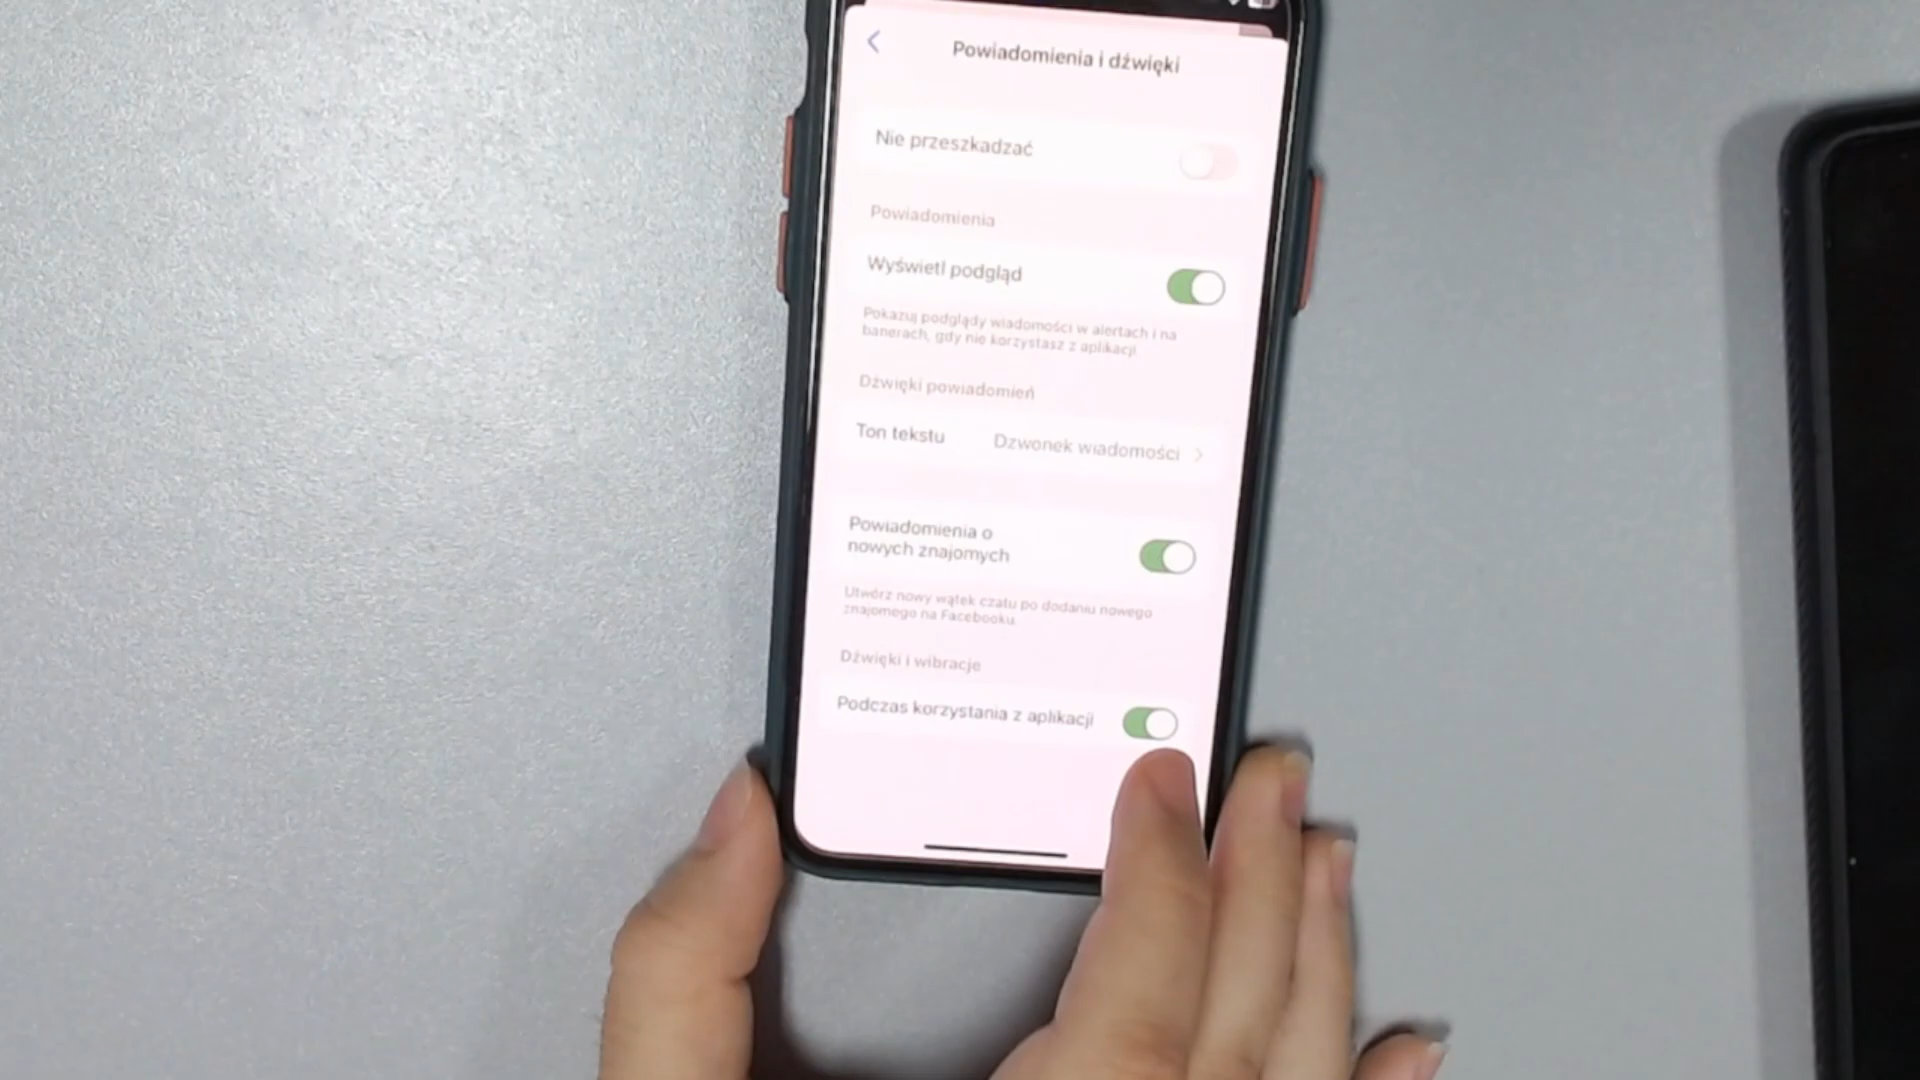 Powiadomienia i dźwięki
Nie przeszkadzać
Powiadomienia
Wyświetl podgląd
Pokazuj podglądy wiadomości w alertach i na
banerach, gdy nie korzystasz z aplikacji.
Dźwięki powiadomień
Ton tekstu Dzwonek wiadomości
Powiadomienia o
nowych znajomych
Utwórz nowy wątek czatu po dodaniu nowego
znajomego na Facebooku.
Dźwięki i wibracje
Podczas korzystania z aplikacji